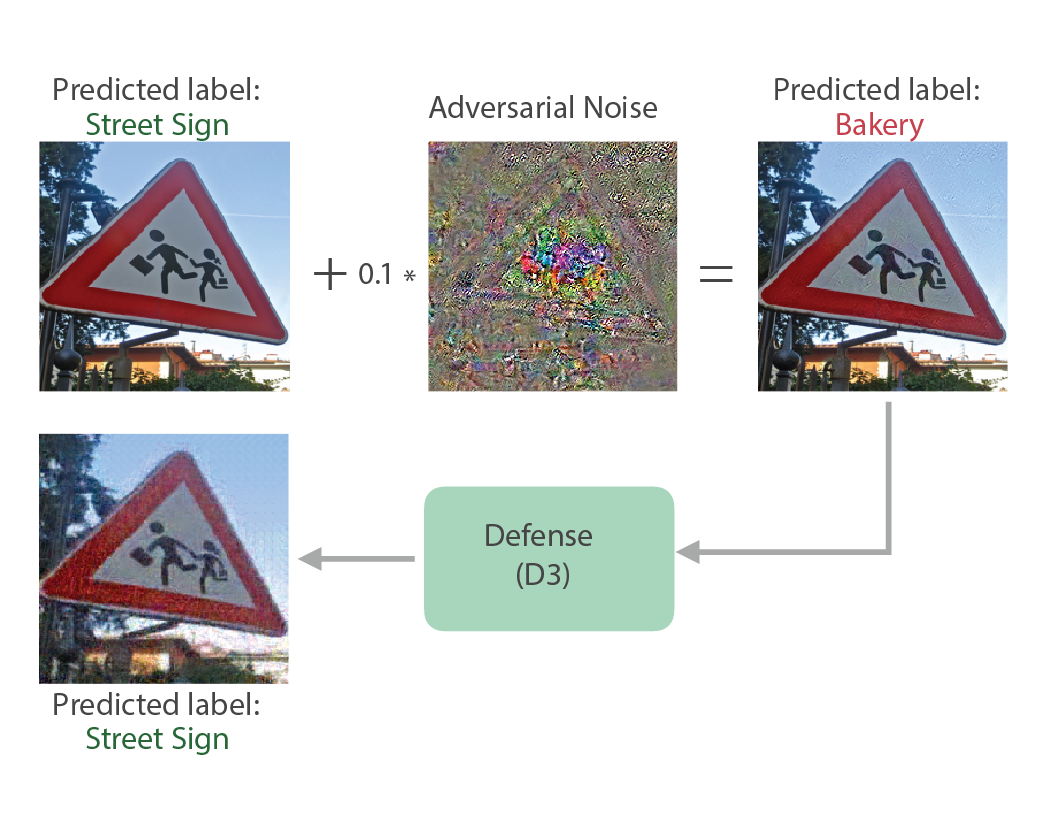 Predicted label:
Street Sign
Adversarial Noise
Predicted label:
Bakery
+ 0.1 *
=
Defense
(D3)
Predicted label:
Street Sign